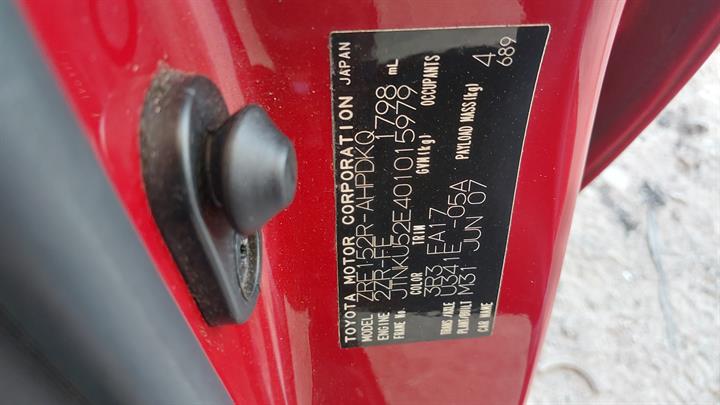 TOYOTA MOTOR CORPORATION JAPAN
MODEL ZRE152R-AHPDKQ
ENGINE 2ZR-FE 1798 mL
FRAME No. JTNKU52E401015979
COLOR TRIM GVM(kg) OCCUPANTS
3R3 EA17 4
TRANS/AXLE U341E -05A PAYLOAD MASS(kg) 689
PLANT/BUILT M31 JUN 07
CAR NAME